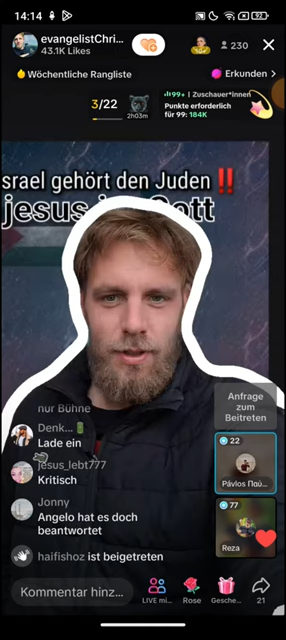 14:14
92
evangelistChri...
43.1K Likes
230
Wöchentliche Rangliste
Erkunden >
3/22
2h03m
99+ | Zuschauer*innen
Punkte erforderlich
für 99: 184K
srael gehört den Juden ‼️
jesus ist Gott
nur Bühne
Denk...🔋
Lade ein
jesus_lebt777
Kritisch
Jonny
Angelo hat es doch
beantwortet
haifishoz ist beigetreten
Anfrage
zum
Beitreten
22
Pávlos Παύ...
77
Reza
Kommentar hinz...
LIVE mi...
Rose
Gesche...
21